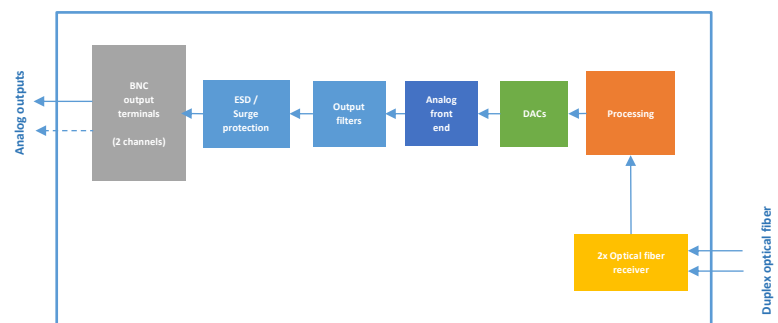 Analog outputs
BNC
output
terminals
(2 channels)
ESD /
Surge
protection
Output
filters
Analog
front
end
DACs
Processing
2x Optical fiber
receiver
Duplex optical fiber